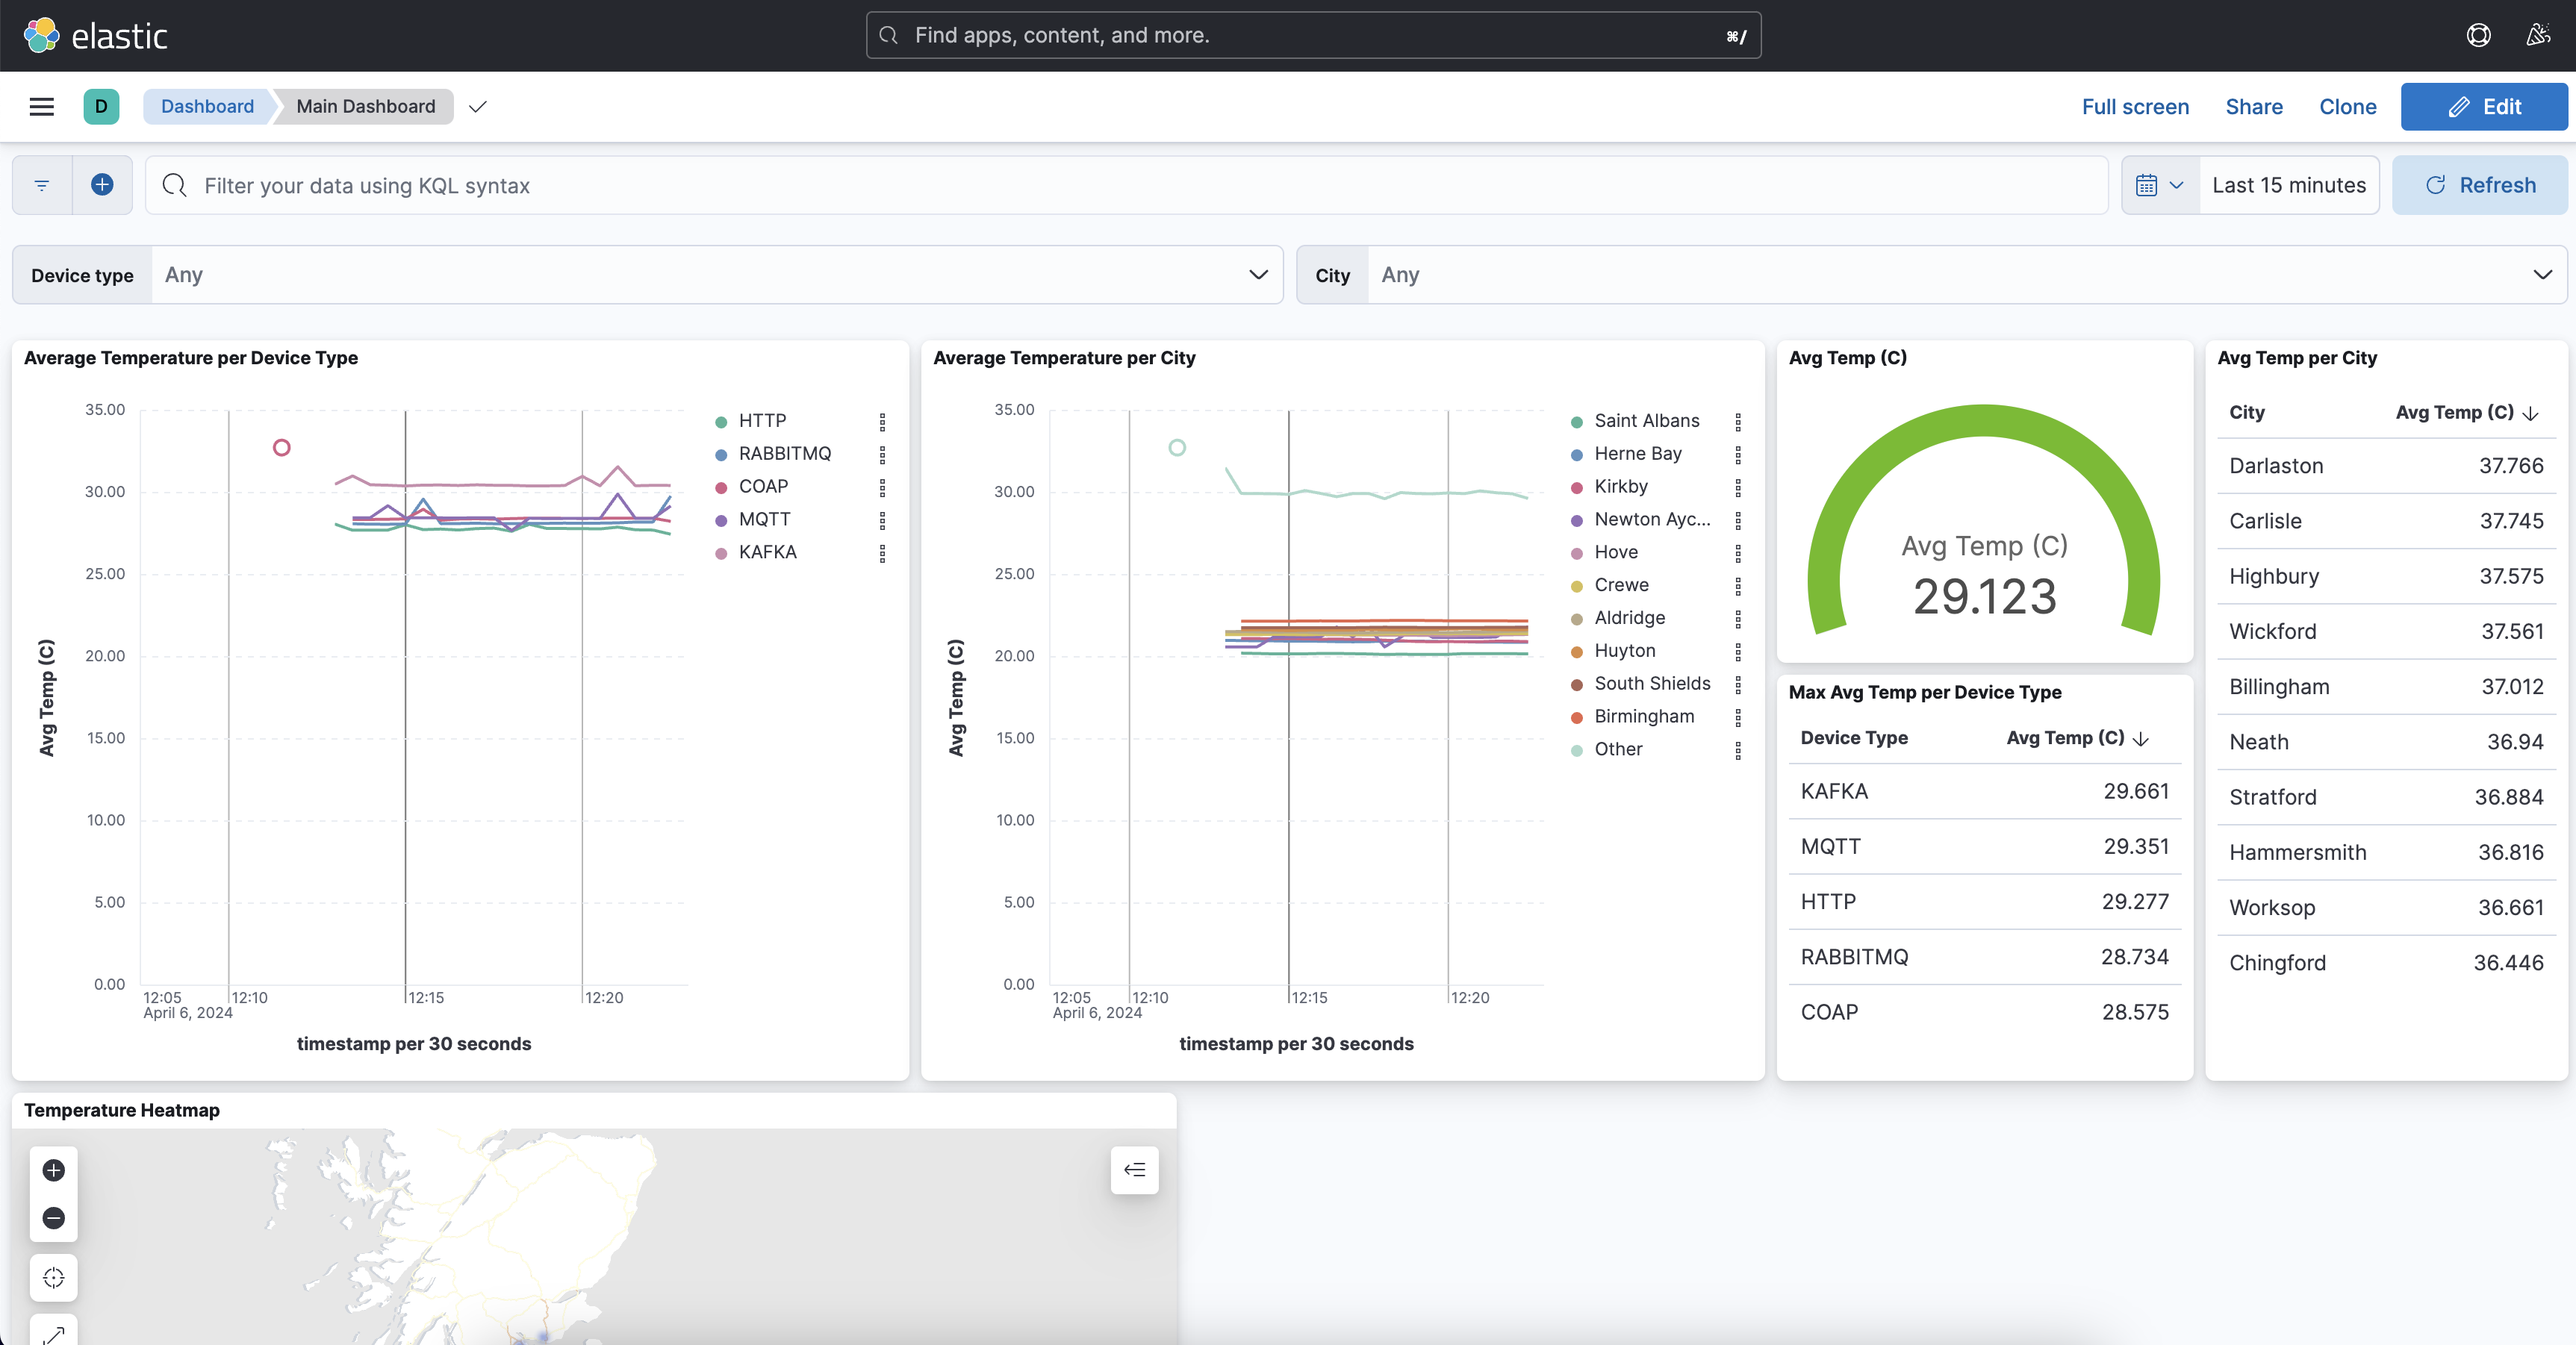 elastic
Find apps, content, and more.
⌘/
D
Dashboard
Main Dashboard
Full screen
Share
Clone
Edit
Filter your data using KQL syntax
Last 15 minutes
Refresh
Device type
Any
City
Any
Average Temperature per Device Type
35.00
30.00
25.00
20.00
15.00
10.00
5.00
0.00
Avg Temp (C)
12:05
12:10
12:15
12:20
April 6, 2024
timestamp per 30 seconds
HTTP
RABBITMQ
COAP
MQTT
KAFKA
Average Temperature per City
35.00
30.00
25.00
20.00
15.00
10.00
5.00
0.00
Avg Temp (C)
12:05
12:10
12:15
12:20
April 6, 2024
timestamp per 30 seconds
Saint Albans
Herne Bay
Kirkby
Newton Ayc...
Hove
Crewe
Aldridge
Huyton
South Shields
Birmingham
Other
Avg Temp (C)
Avg Temp (C)
29.123
Max Avg Temp per Device Type
Device Type Avg Temp (C)
KAFKA 29.661
MQTT 29.351
HTTP 29.277
RABBITMQ 28.734
COAP 28.575
Avg Temp per City
City Avg Temp (C)
Darlaston 37.766
Carlisle 37.745
Highbury 37.575
Wickford 37.561
Billingham 37.012
Neath 36.94
Stratford 36.884
Hammersmith 36.816
Worksop 36.661
Chingford 36.446
Temperature Heatmap